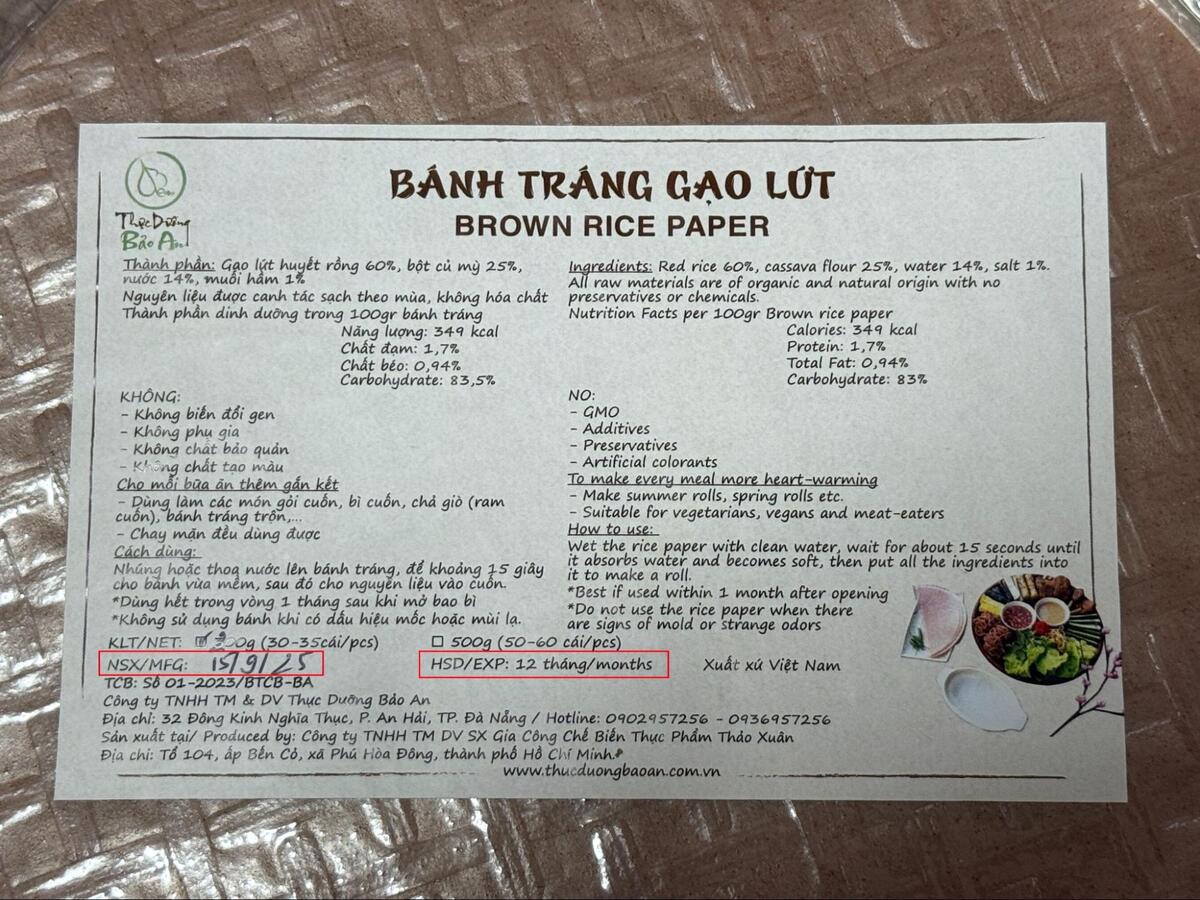 Thực Dưỡng
Bảo An
BÁNH TRÁNG GẠO LỨT
BROWN RICE PAPER
Thành phần: Gạo lứt huyết rồng 60%, bột củ mỳ 25%,
nước 14%, muối hầm 1%
Nguyên liệu được canh tác sạch theo mùa, không hóa chất
Thành phần dinh dưỡng trong 100gr bánh tráng
Năng lượng: 349 kcal
Chất đạm: 1,7%
Chất béo: 0,94%
Carbohydrate: 83,5%
KHÔNG:
- Không biến đổi gen
- Không phụ gia
- Không chất bảo quản
- Không chất tạo màu
Cho mỗi bữa ăn thêm gắn kết
- Dùng làm các món gỏi cuốn, bì cuốn, chả giò (ram
cuốn), bánh tráng trộn,...
- Chay mặn đều dùng được
Cách dùng:
Nhúng hoặc thoa nước lên bánh tráng, để khoảng 15 giây
cho bánh vừa mềm, sau đó cho nguyên liệu vào cuốn.
*Dùng hết trong vòng 1 tháng sau khi mở bao bì
*Không sử dụng bánh khi có dấu hiệu mốc hoặc mùi lạ.
Ingredients: Red rice 60%, cassava flour 25%, water 14%, salt 1%.
All raw materials are of organic and natural origin with no
preservatives or chemicals.
Nutrition Facts per 100gr Brown rice paper
Calories: 349 kcal
Protein: 1,7%
Total Fat: 0,94%
Carbohydrate: 83%
NO:
- GMO
- Additives
- Preservatives
- Artificial colorants
To make every meal more heart-warming
- Make summer rolls, spring rolls etc.
- Suitable for vegetarians, vegans and meat-eaters
How to use:
Wet the rice paper with clean water, wait for about 15 seconds until
it absorbs water and becomes soft, then put all the ingredients into
it to make a roll.
*Best if used within 1 month after opening
*Do not use the rice paper when there
are signs of mold or strange odors
KLT/NET: ☑ (30-35cái/pcs) ☐ 500g (50-60 cái/pcs)
NSX/MFG: 15/9/25 HSD/EXP: 12 tháng/months Xuất xứ Việt Nam
TCB: Số 01-2023/BTCB-BA
Công ty TNHH TM & DV Thực Dưỡng Bảo An
Địa chỉ: 32 Đông Kinh Nghĩa Thục, P. An Hải, TP. Đà Nẵng / Hotline: 0902957256 - 0936957256
Sản xuất tại/ Produced by: Công ty TNHH TM DV SX Gia Công Chế Biến Thực Phẩm Thảo Xuân
Địa chỉ: Tổ 104, ấp Bến Cỏ, xã Phú Hòa Đông, thành phố Hồ Chí Minh.
www.thucduongbaoan.com.vn